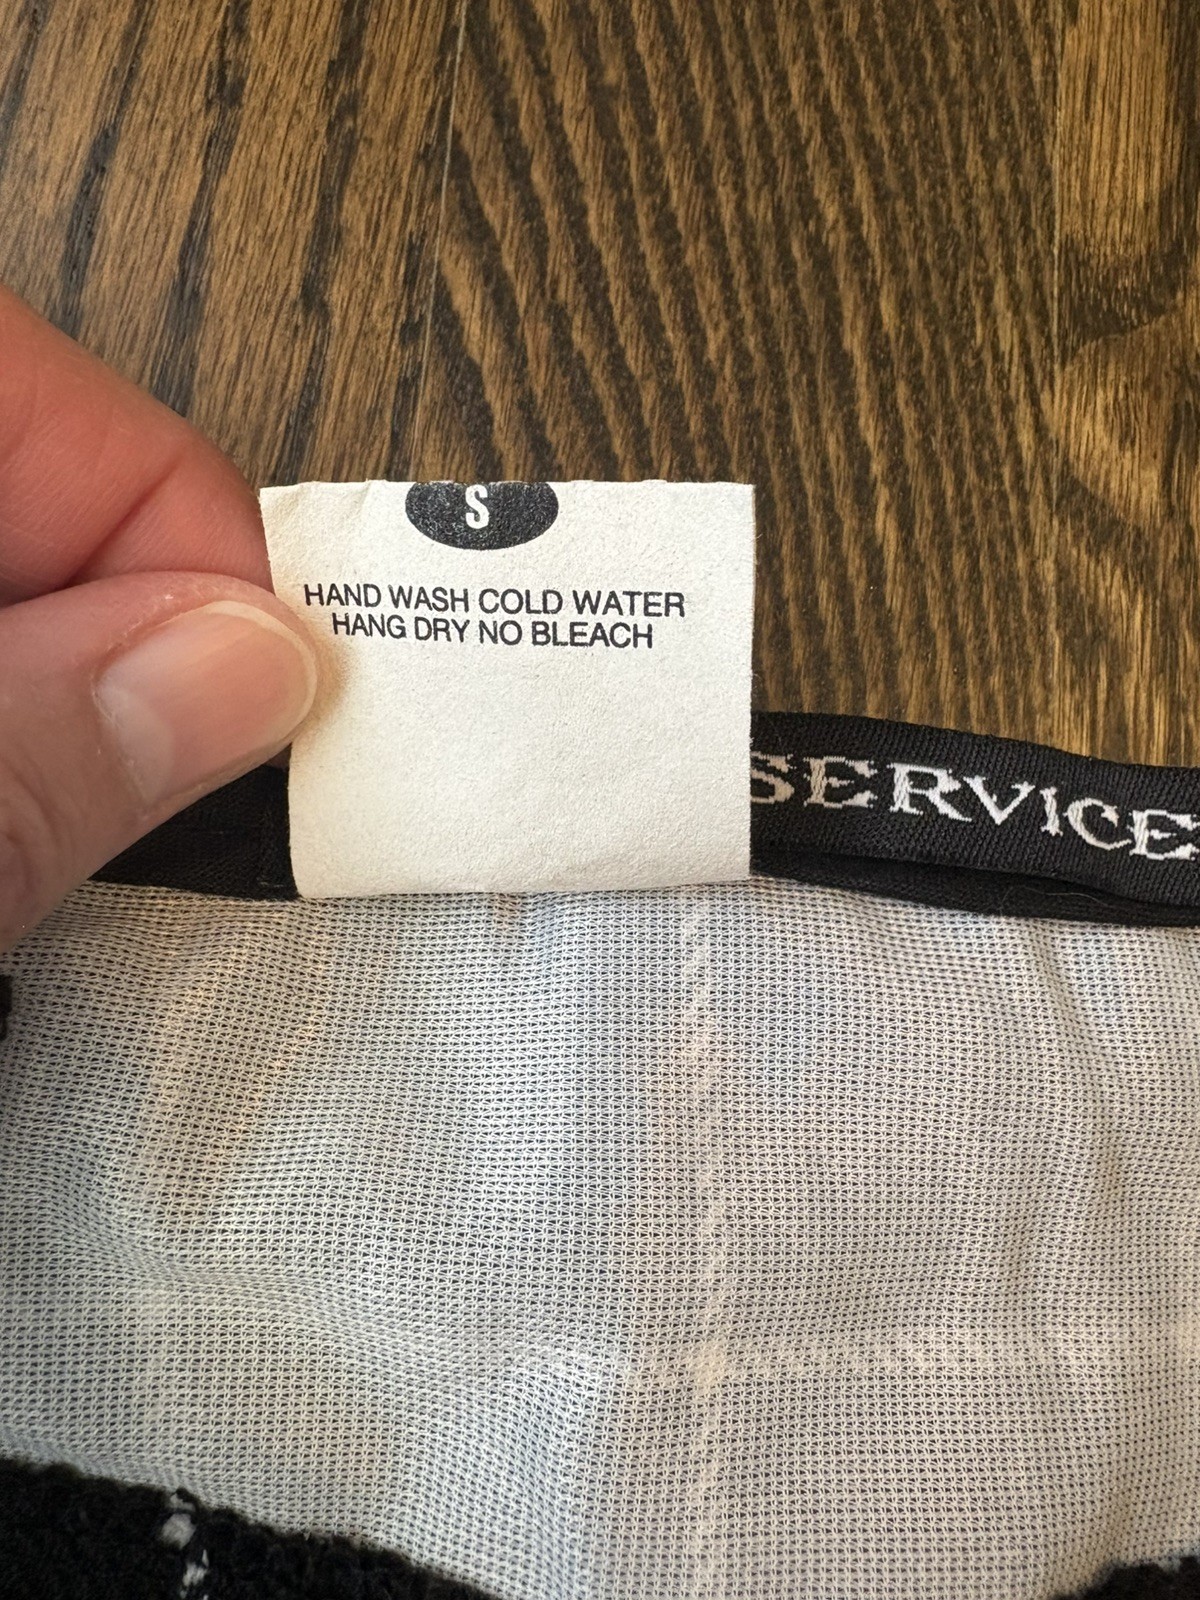 S
HAND WASH COLD WATER
HANG DRY NO BLEACH
SERVICE